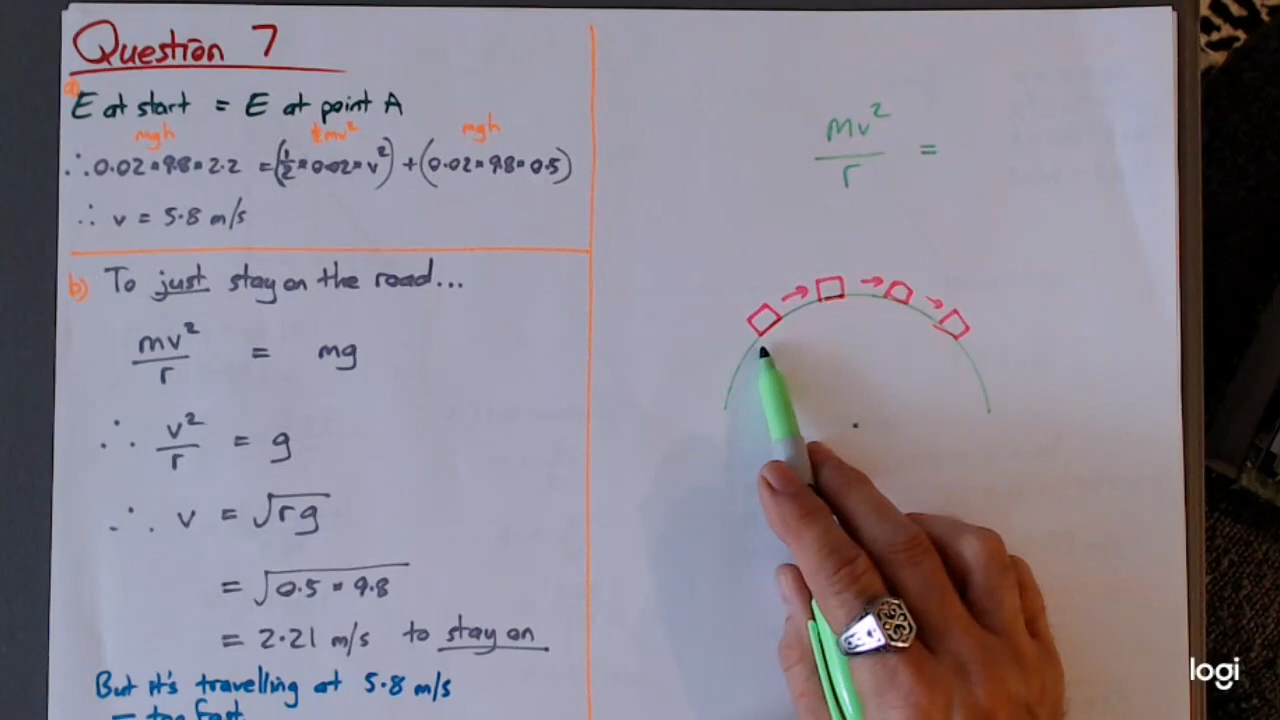 Question 7
a) E at start = E at point A
mgh ½mv² mgh
∴ 0.02 × 9.8 × 2.2 = (½ × 0.02 × v²) + (0.02 × 9.8 × 0.5)
∴ v = 5.8 m/s
b) To just stay on the road...
mv²/r = mg
∴ v²/r = g
∴ v = √rg
= √0.5 × 9.8
= 2.21 m/s to stay on
But it's travelling at 5.8 m/s
= too fast
mv²/r =
logi